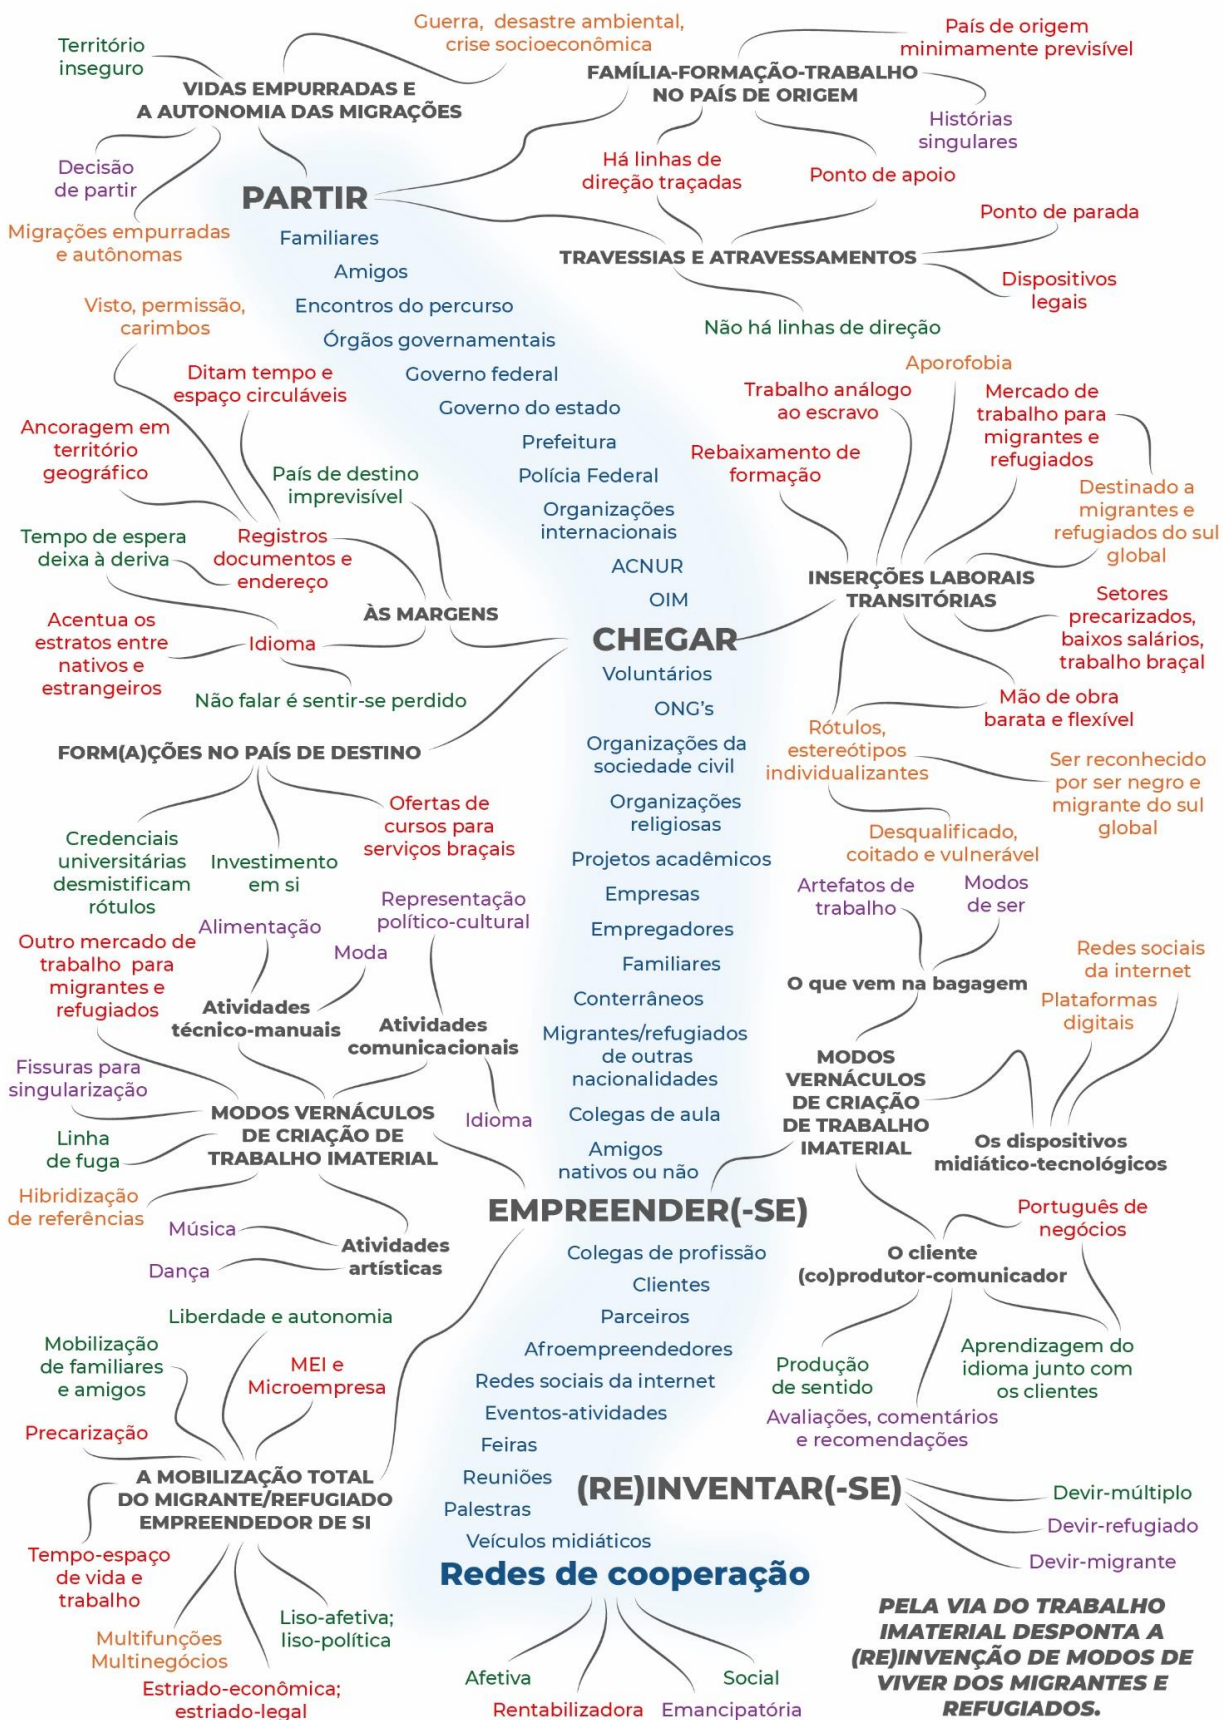 Guerra, desastre ambiental,
crise socioeconômica
País de origem
minimamente previsível
Território
inseguro
VIDAS EMPURRADAS E
A AUTONOMIA DAS MIGRAÇÕES
FAMÍLIA-FORMAÇÃO-TRABALHO
NO PAÍS DE ORIGEM
Histórias
singulares
Decisão
de partir
Há linhas de
direção traçadas
Ponto de apoio
PARTIR
Migrações empurradas
e autônomas
Ponto de parada
TRAVESSIAS E ATRAVESSAMENTOS
Dispositivos
legais
Não há linhas de direção
Familiares
Amigos
Encontros do percurso
Órgãos governamentais
Governo federal
Governo do estado
Prefeitura
Polícia Federal
Organizações
internacionais
ACNUR
OIM
Visto, permissão,
carimbos
Ditam tempo e
espaço circuláveis
Ancoragem em
território
geográfico
País de destino
imprevisível
Tempo de espera
deixa à deriva
Registros
documentos e
endereço
ÀS MARGENS
Acentua os
estratos entre
nativos e
estrangeiros
Idioma
Não falar é sentir-se perdido
Aporofobia
Trabalho análogo
ao escravo
Mercado de
trabalho para
migrantes e
refugiados
Rebaixamento de
formação
Destinado a
migrantes e
refugiados do sul
global
INSERÇÕES LABORAIS
TRANSITÓRIAS
Setores
precarizados,
baixos salários,
trabalho braçal
CHEGAR
Mão de obra
barata e flexível
Rótulos,
estereótipos
individualizantes
Ser reconhecido
por ser negro e
migrante do sul
global
Desqualificado,
coitado e vulnerável
Voluntários
ONG's
Organizações da
sociedade civil
Organizações
religiosas
Projetos acadêmicos
Empresas
Empregadores
Familiares
Conterrâneos
Migrantes/refugiados
de outras
nacionalidades
Colegas de aula
Amigos
nativos ou não
FORM(A)ÇÕES NO PAÍS DE DESTINO
Credenciais
universitárias
desmistificam
rótulos
Investimento
em si
Ofertas de
cursos para
serviços braçais
Representação
político-cultural
Alimentação
Moda
Outro mercado de
trabalho para
migrantes e
refugiados
Atividades
técnico-manuais
Atividades
comunicacionais
Fissuras para
singularização
MODOS VERNÁCULOS
DE CRIAÇÃO DE
TRABALHO IMATERIAL
Idioma
Linha
de fuga
Hibridização
de referências
Música
Dança
Atividades
artísticas
Artefatos de
trabalho
Modos
de ser
O que vem na bagagem
Redes sociais
da internet
Plataformas
digitais
MODOS
VERNÁCULOS
DE CRIAÇÃO
DE TRABALHO
IMATERIAL
Os dispositivos
midiático-tecnológicos
EMPREENDER(-SE)
Português de
negócios
O cliente
(co)produtor-comunicador
Produção
de sentido
Aprendizagem do
idioma junto com
os clientes
Avaliações, comentários
e recomendações
Colegas de profissão
Clientes
Parceiros
Afroempreendedores
Redes sociais da internet
Eventos-atividades
Feiras
Reuniões
Palestras
Veículos midiáticos
Liberdade e autonomia
Mobilização
de familiares
e amigos
MEI e
Microempresa
Precarização
A MOBILIZAÇÃO TOTAL
DO MIGRANTE/REFUGIADO
EMPREENDEDOR DE SI
Tempo-espaço
de vida e
trabalho
Multifunções
Multinegócios
Liso-afetiva;
liso-política
Estriado-econômica;
estriado-legal
(RE)INVENTAR(-SE)
Devir-múltiplo
Devir-refugiado
Devir-migrante
Redes de cooperação
Afetiva
Rentabilizadora
Emancipatória
Social
PELA VIA DO TRABALHO
IMATERIAL DESPONTA A
(RE)INVENÇÃO DE MODOS DE
VIVER DOS MIGRANTES E
REFUGIADOS.